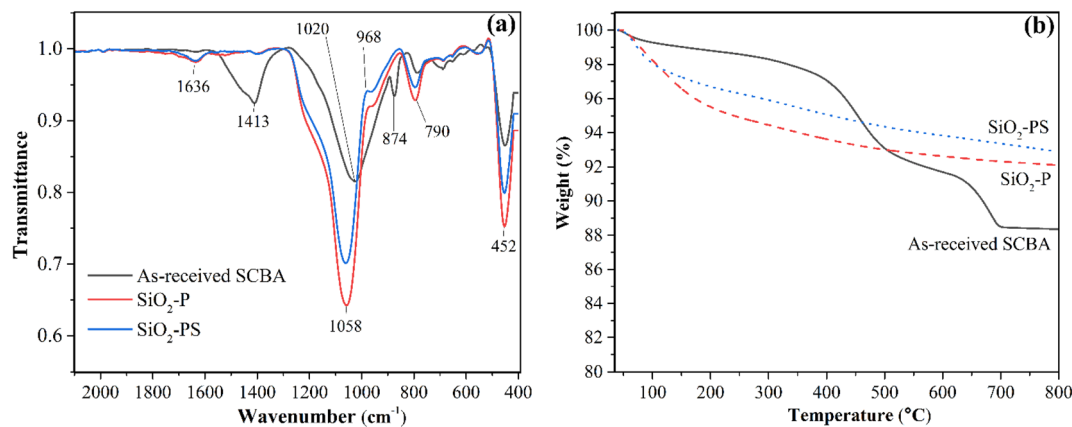 (a)
1020
968
1636
1413
874
790
452
1058
As-received SCBA
SiO₂-P
SiO₂-PS
1.0
0.9
0.8
0.7
0.6
Transmittance
2000 1800 1600 1400 1200 1000 800 600 400
Wavenumber (cm⁻¹)
(b)
SiO₂-PS
SiO₂-P
As-received SCBA
100
98
96
94
92
90
88
86
84
82
80
Weight (%)
100 200 300 400 500 600 700 800
Temperature (°C)